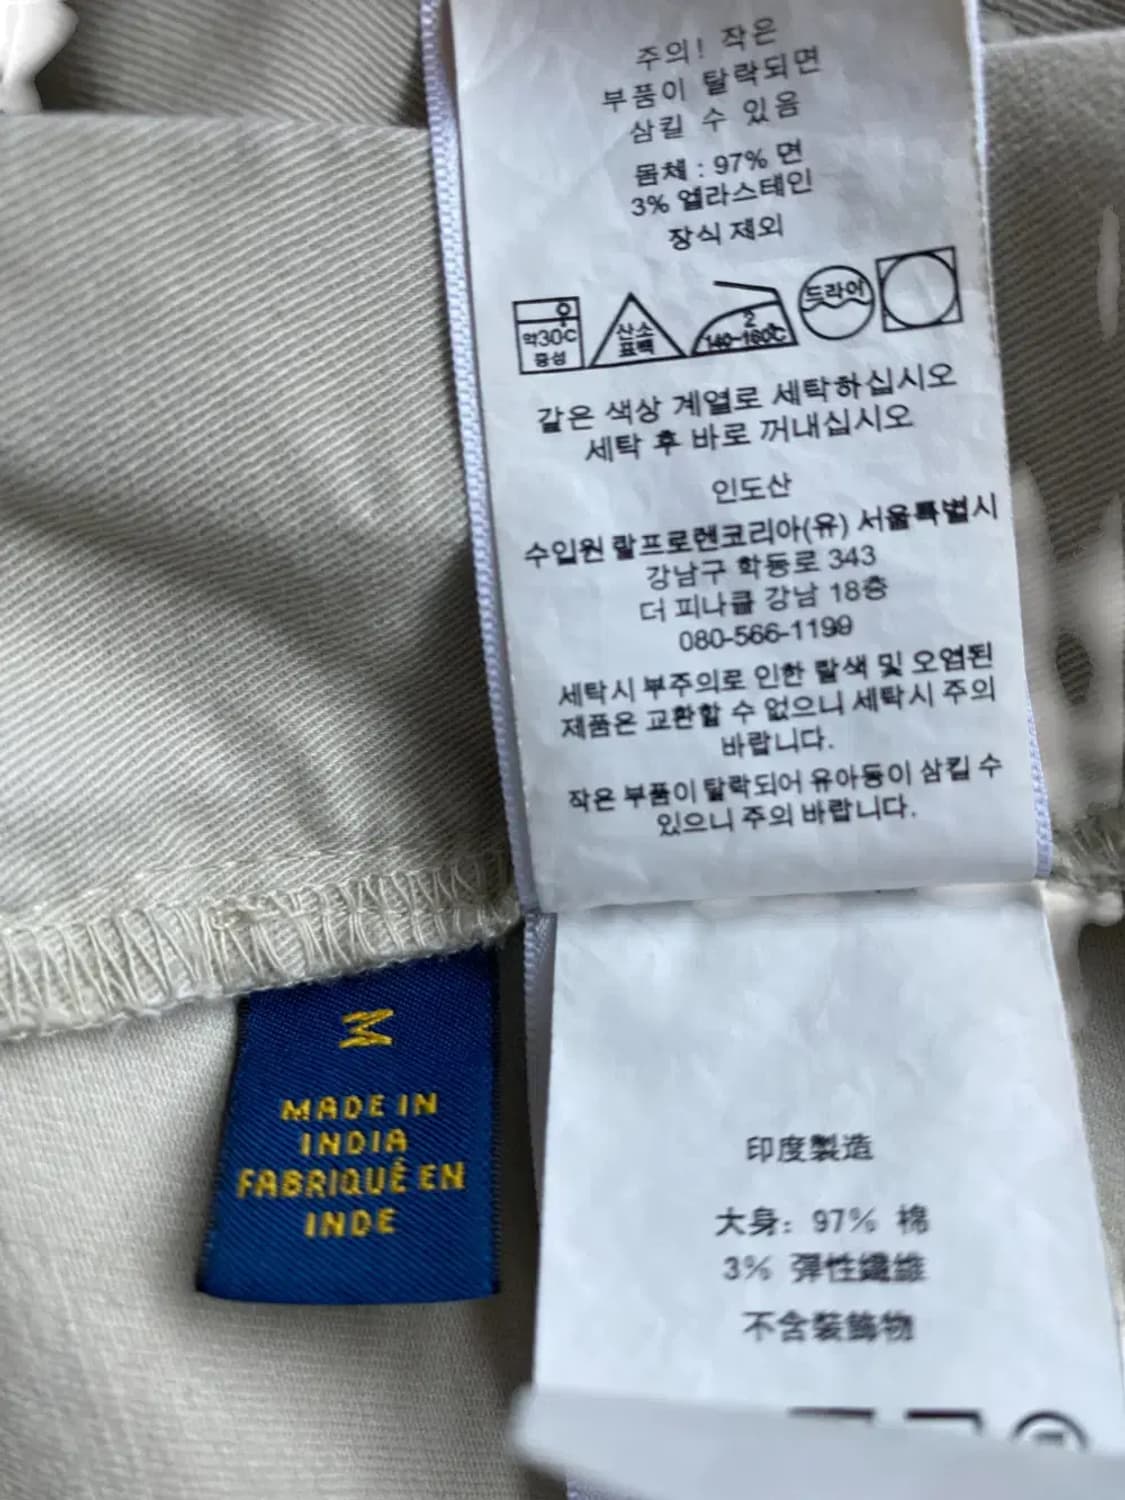 주의! 작은
부품이 탈락되면
삼킬 수 있음
몸체 : 97% 면
3% 엘라스테인
장식 제외
약30℃
중성
산소
표백
2
140~160℃
드라이
같은 색상 계열로 세탁하십시오
세탁 후 바로 꺼내십시오
인도산
수입원 랄프로렌코리아(유) 서울특별시
강남구 학동로 343
더 피나클 강남 18층
080-566-1199
세탁시 부주의로 인한 탈색 및 오염된
제품은 교환할 수 없으니 세탁시 주의
바랍니다.
작은 부품이 탈락되어 유아등이 삼킬 수
있으니 주의 바랍니다.
M
MADE IN
INDIA
FABRIQUÉ EN
INDE
印度製造
大身: 97% 棉
3% 彈性纖維
不含裝飾物